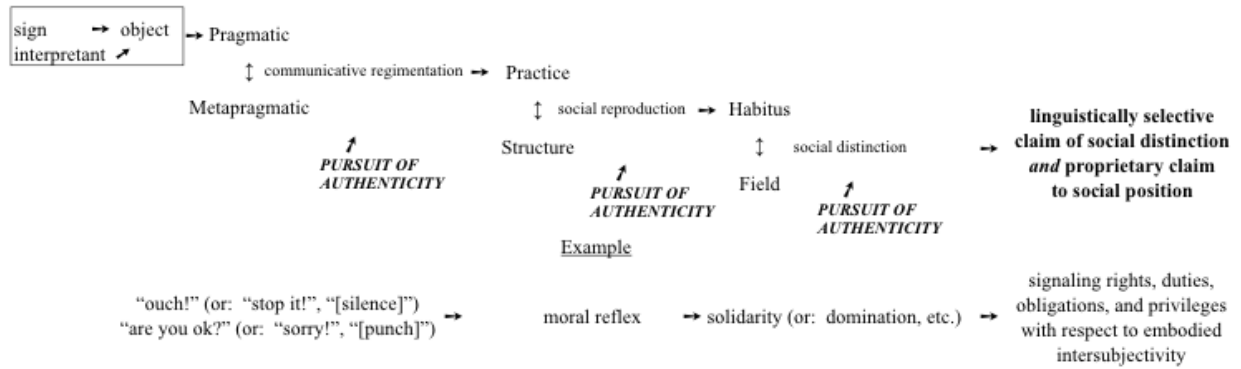 sign → object → Pragmatic
interpretant ↗
↕ communicative regimentation → Practice
Metapragmatic
↕ social reproduction → Habitus
Structure
↕ social distinction →
Field
linguistically selective
claim of social distinction
and proprietary claim
to social position
↗
PURSUIT OF
AUTHENTICITY
↗
PURSUIT OF
AUTHENTICITY
↗
PURSUIT OF
AUTHENTICITY
Example
“ouch!” (or: “stop it!”, “[silence]”)
“are you ok?” (or: “sorry!”, “[punch]”)
→ moral reflex → solidarity (or: domination, etc.) →
signaling rights, duties,
obligations, and privileges
with respect to embodied
intersubjectivity